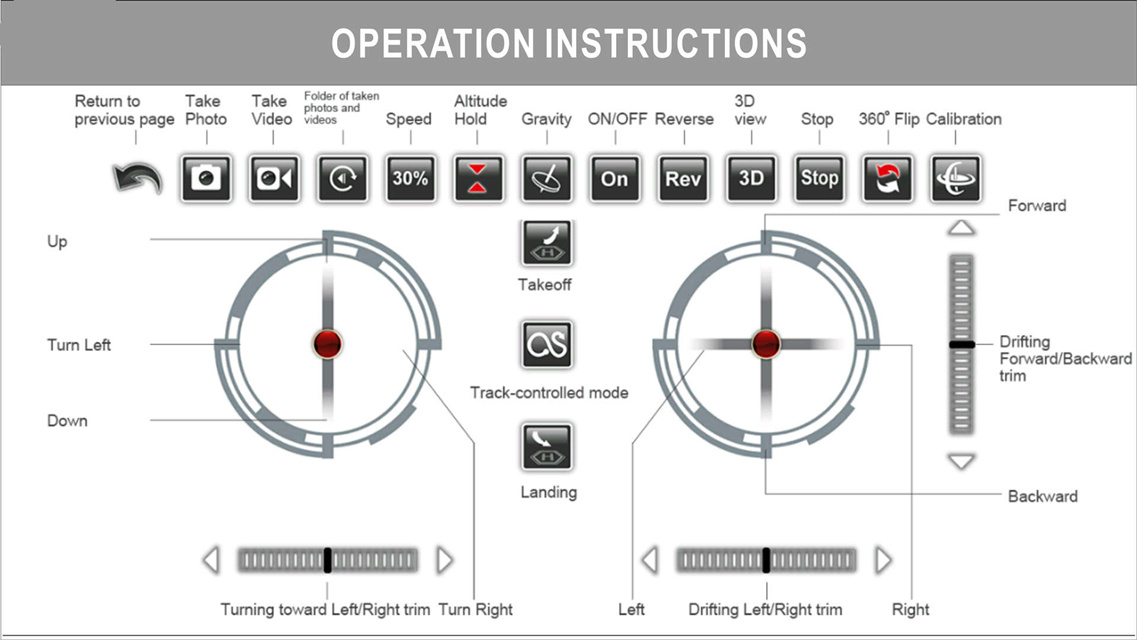 OPERATION INSTRUCTIONS
Return to
previous page
Take
Photo
Take
Video
Folder of taken
photos and
videos
Speed
Altitude
Hold
Gravity
ON/OFF
Reverse
3D
view
Stop
360° Flip
Calibration
30%
On
Rev
3D
Stop
Forward
Up
H
Takeoff
Turn Left
Drifting
Forward/Backward
trim
Track-controlled mode
Down
H
Landing
Backward
Turning toward Left/Right trim
Turn Right
Left
Drifting Left/Right trim
Right